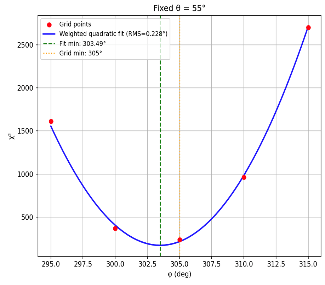 Fixed θ = 55°
Grid points
Weighted quadratic fit (RMS=0.228°)
Fit min: 303.49°
Grid min: 305°
2500
2000
1500
1000
500
χ²
295.0 297.5 300.0 302.5 305.0 307.5 310.0 312.5 315.0
φ (deg)